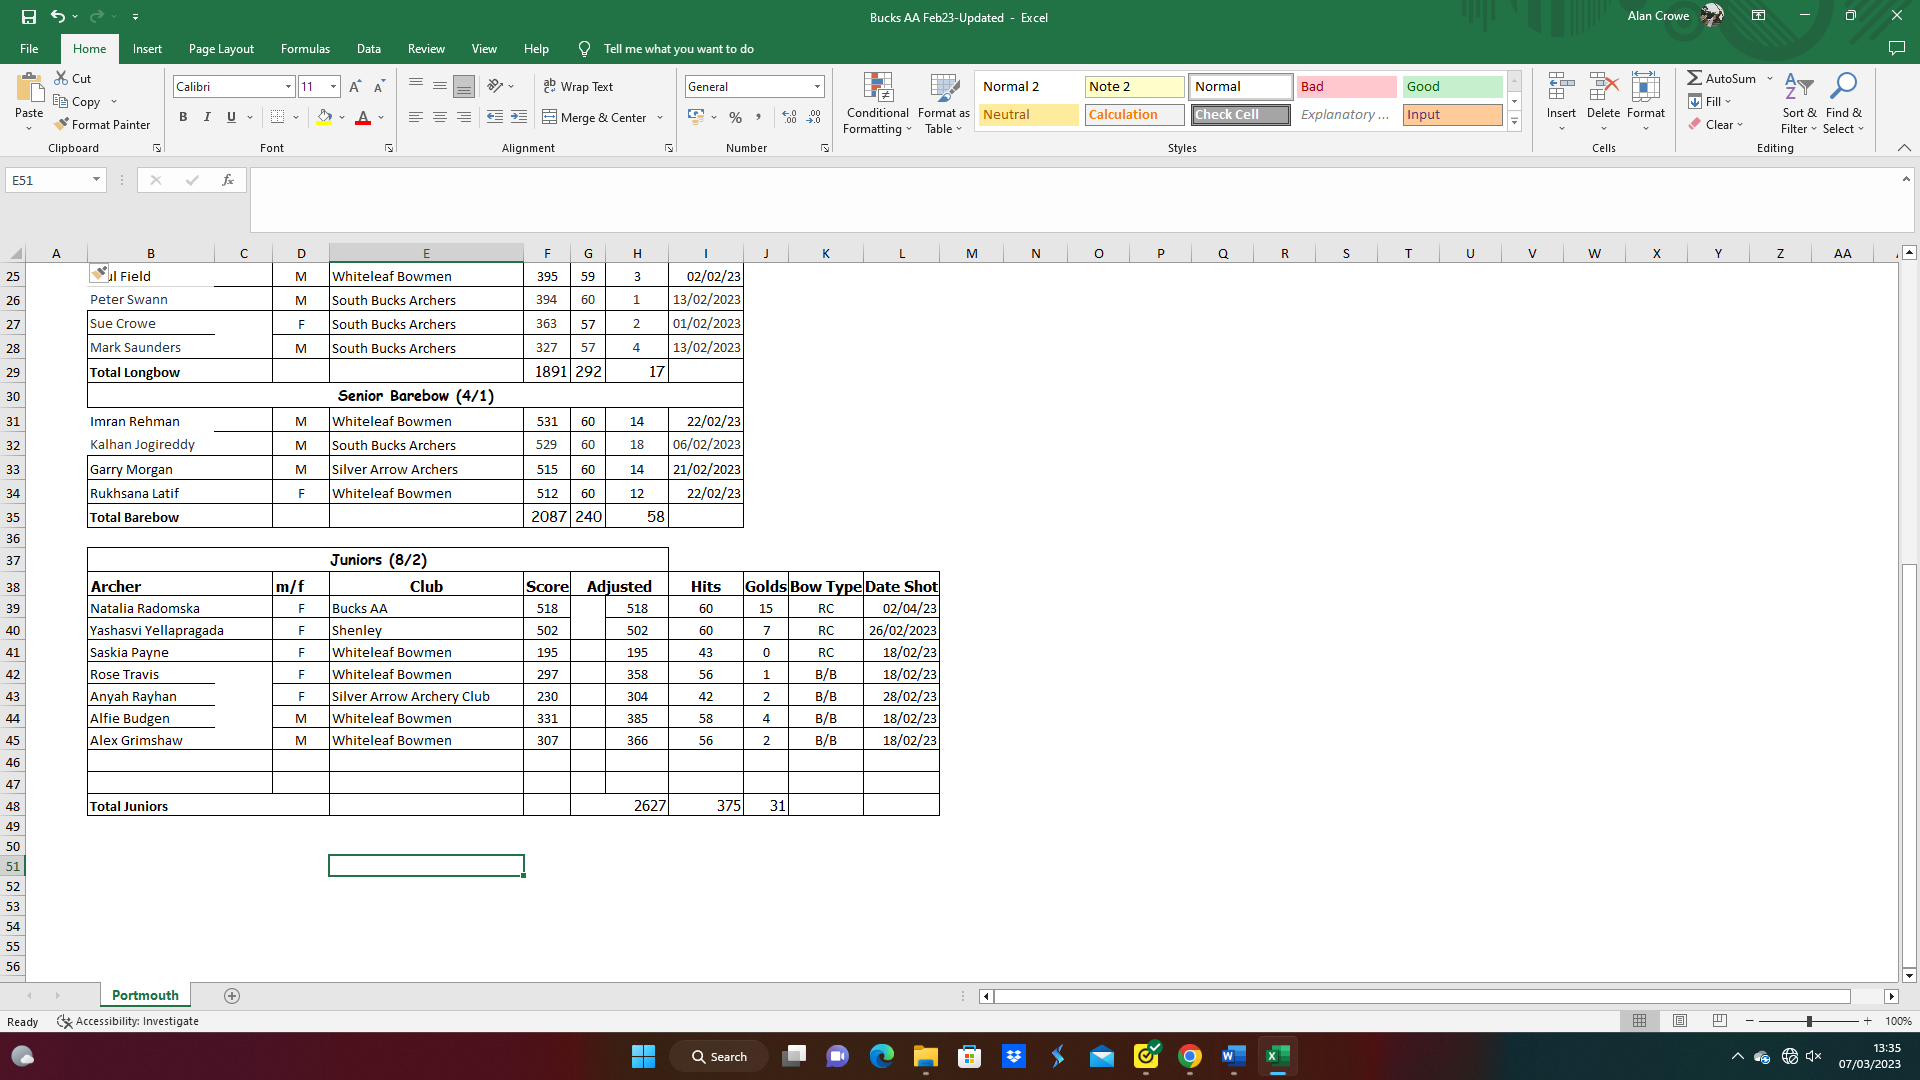 Bucks AA Feb23-Updated - Excel
Alan Crowe
File Home Insert Page Layout Formulas Data Review View Help Tell me what you want to do
Paste
Cut
Copy
Format Painter
Clipboard
Calibri 11
B I U
Font
Wrap Text
Merge & Center
Alignment
General
Number
Conditional Formatting
Format as Table
Normal 2 Note 2 Normal Bad Good
Neutral Calculation Check Cell Explanatory ... Input
Styles
Insert Delete Format
Cells
AutoSum
Fill
Clear
Sort & Filter
Find & Select
Editing
E51 fx
A B C D E F G H I J K L M N O P Q R S T U V W X Y Z AA
25 ul Field M Whiteleaf Bowmen 395 59 3 02/02/23
26 Peter Swann M South Bucks Archers 394 60 1 13/02/2023
27 Sue Crowe F South Bucks Archers 363 57 2 01/02/2023
28 Mark Saunders M South Bucks Archers 327 57 4 13/02/2023
29 Total Longbow 1891 292 17
30 Senior Barebow (4/1)
31 Imran Rehman M Whiteleaf Bowmen 531 60 14 22/02/23
32 Kalhan Jogireddy M South Bucks Archers 529 60 18 06/02/2023
33 Garry Morgan M Silver Arrow Archers 515 60 14 21/02/2023
34 Rukhsana Latif F Whiteleaf Bowmen 512 60 12 22/02/23
35 Total Barebow 2087 240 58
36
37 Juniors (8/2)
38 Archer m/f Club Score Adjusted Hits Golds Bow Type Date Shot
39 Natalia Radomska F Bucks AA 518 518 60 15 RC 02/04/23
40 Yashasvi Yellapragada F Shenley 502 502 60 7 RC 26/02/2023
41 Saskia Payne F Whiteleaf Bowmen 195 195 43 0 RC 18/02/23
42 Rose Travis F Whiteleaf Bowmen 297 358 56 1 B/B 18/02/23
43 Anyah Rayhan F Silver Arrow Archery Club 230 304 42 2 B/B 28/02/23
44 Alfie Budgen M Whiteleaf Bowmen 331 385 58 4 B/B 18/02/23
45 Alex Grimshaw M Whiteleaf Bowmen 307 366 56 2 B/B 18/02/23
46
47
48 Total Juniors 2627 375 31
49
50
51
52
53
54
55
56
Portmouth
Ready Accessibility: Investigate 100%
Search
13:35
07/03/2023